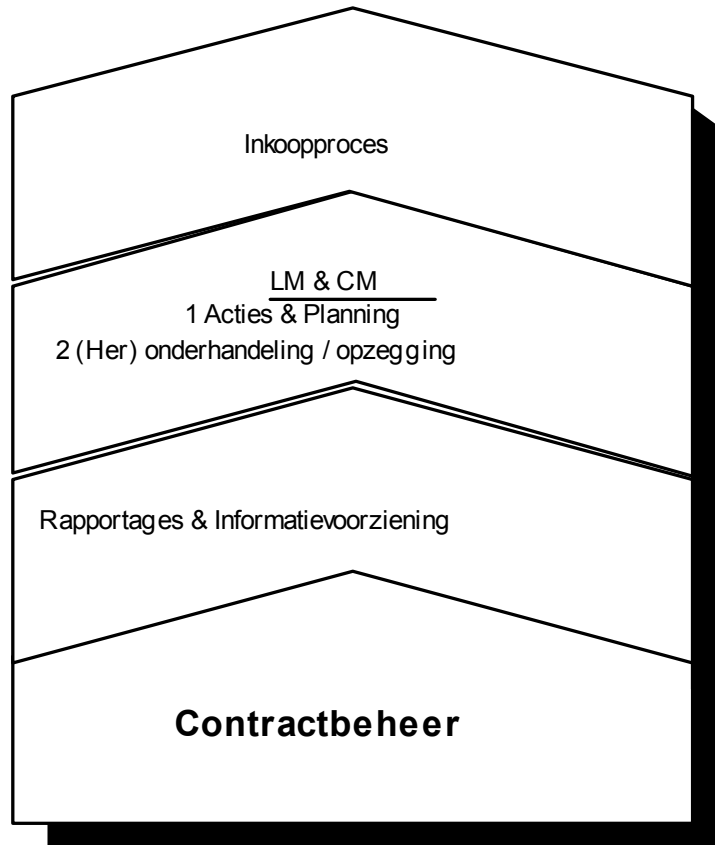 Inkoopproces
LM & CM
1 Acties & Planning
2 (Her) onderhandeling / opzegging
Rapportages & Informatievoorziening
Contractbeheer